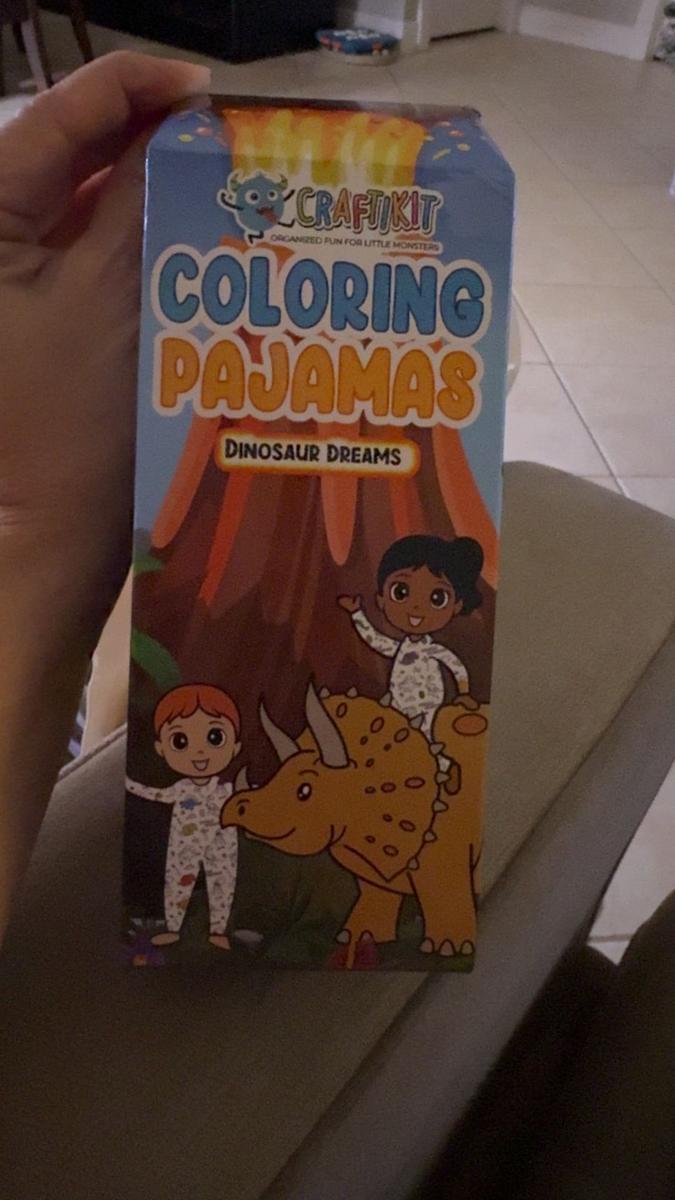 CRAFTIKIT
ORGANIZED FUN FOR LITTLE MONSTERS
COLORING
PAJAMAS
DINOSAUR DREAMS